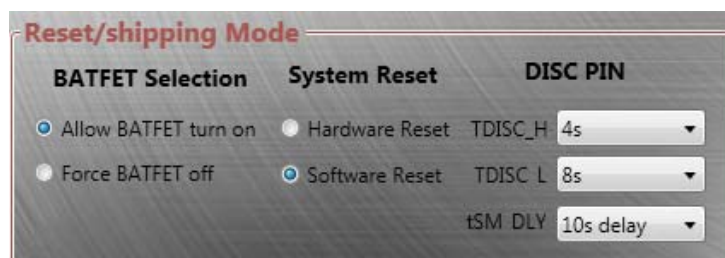 Reset/shipping Mode
BATFET Selection System Reset DISC PIN
Allow BATFET turn on Hardware Reset TDISC_H 4s
Force BATFET off Software Reset TDISC L 8s
tSM DLY 10s delay